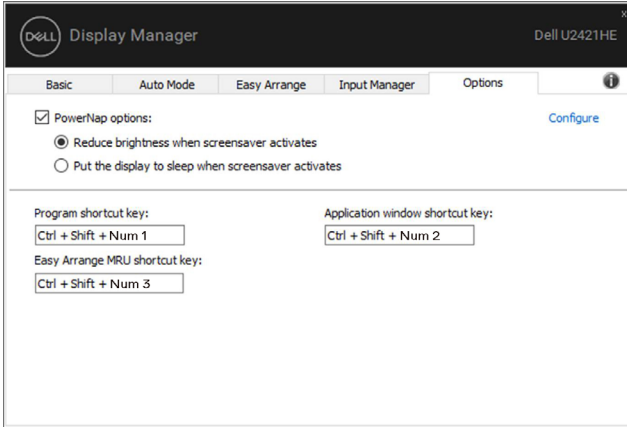 x
DELL Display Manager
Dell U2421HE
Basic Auto Mode Easy Arrange Input Manager Options
PowerNap options:
Configure
Reduce brightness when screensaver activates
Put the display to sleep when screensaver activates
Program shortcut key:
Application window shortcut key:
Ctrl + Shift + Num 1
Ctrl + Shift + Num 2
Easy Arrange MRU shortcut key:
Ctrl + Shift + Num 3